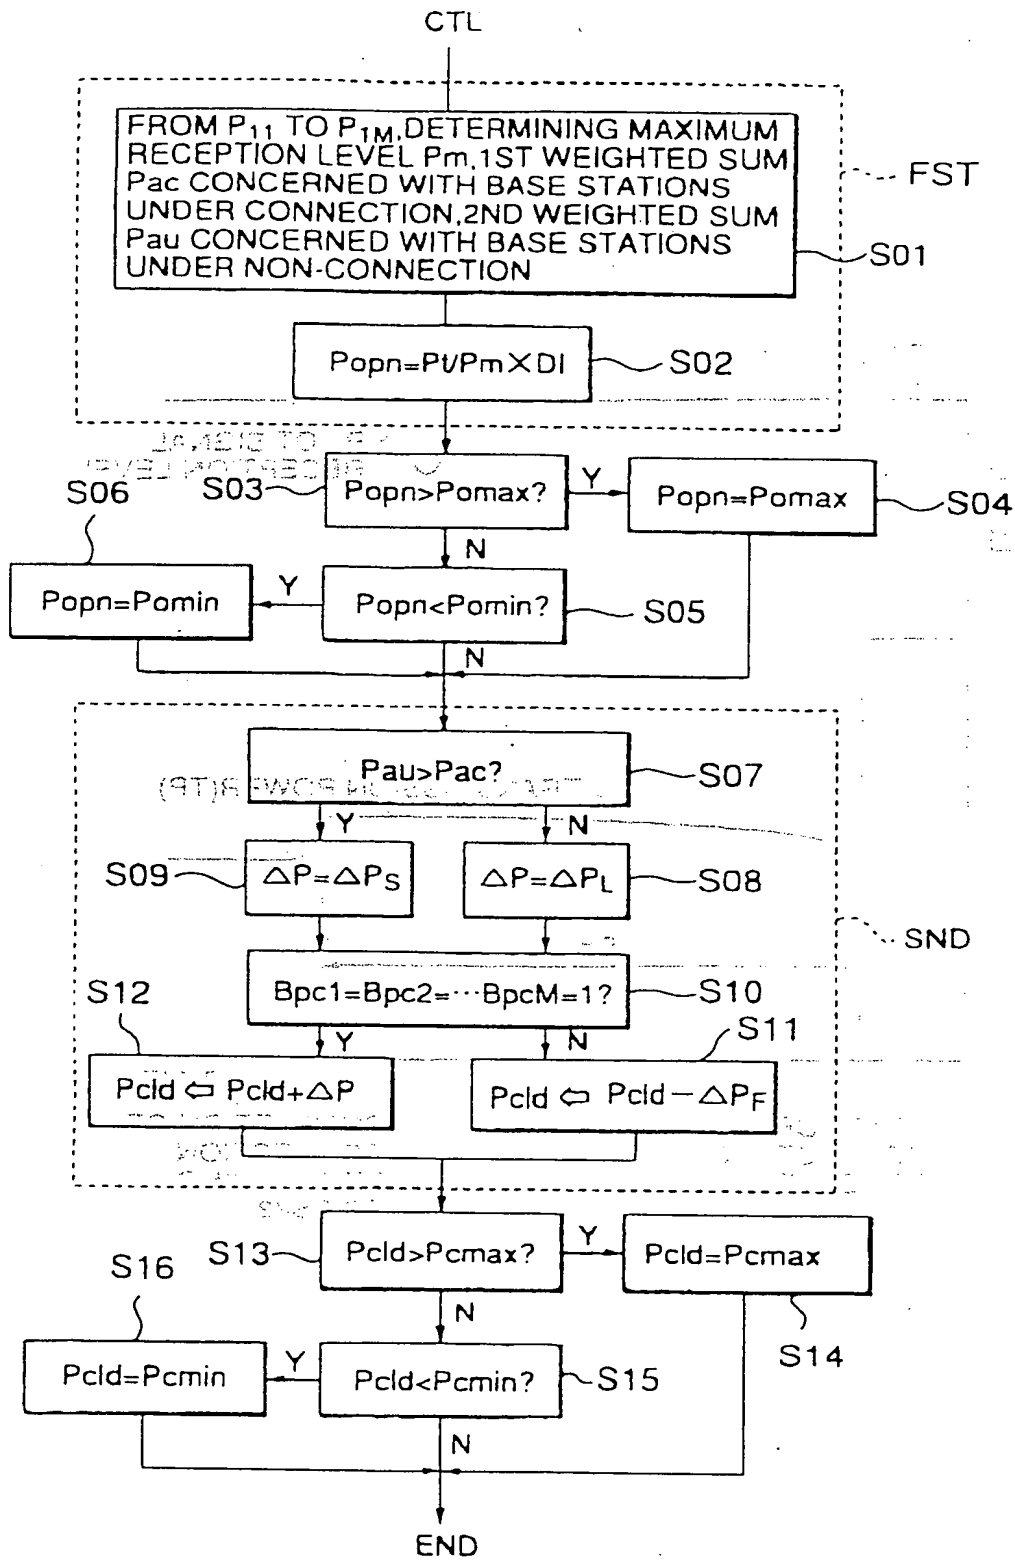 CTL
FROM P11 TO P1M, DETERMINING MAXIMUM
RECEPTION LEVEL Pm, 1ST WEIGHTED SUM
Pac CONCERNED WITH BASE STATIONS
UNDER CONNECTION, 2ND WEIGHTED SUM
Pau CONCERNED WITH BASE STATIONS
UNDER NON-CONNECTION
FST
S01
Popn=Pt/Pm×DI
S02
S03
Popn>Pomax?
Y
Popn=Pomax
S04
N
S06
Popn=Pomin
Y
Popn<Pomin?
S05
N
Pau>Pac?
S07
Y
N
S09
ΔP=ΔPS
ΔP=ΔPL
S08
SND
Bpc1=Bpc2=···BpcM=1?
S10
Y
N
S12
Pcld ⇦ Pcld+ΔP
S11
Pcld ⇦ Pcld−ΔPF
S13
Pcld>Pcmax?
Y
Pcld=Pcmax
S14
N
S16
Pcld=Pcmin
Y
Pcld<Pcmin?
S15
N
END